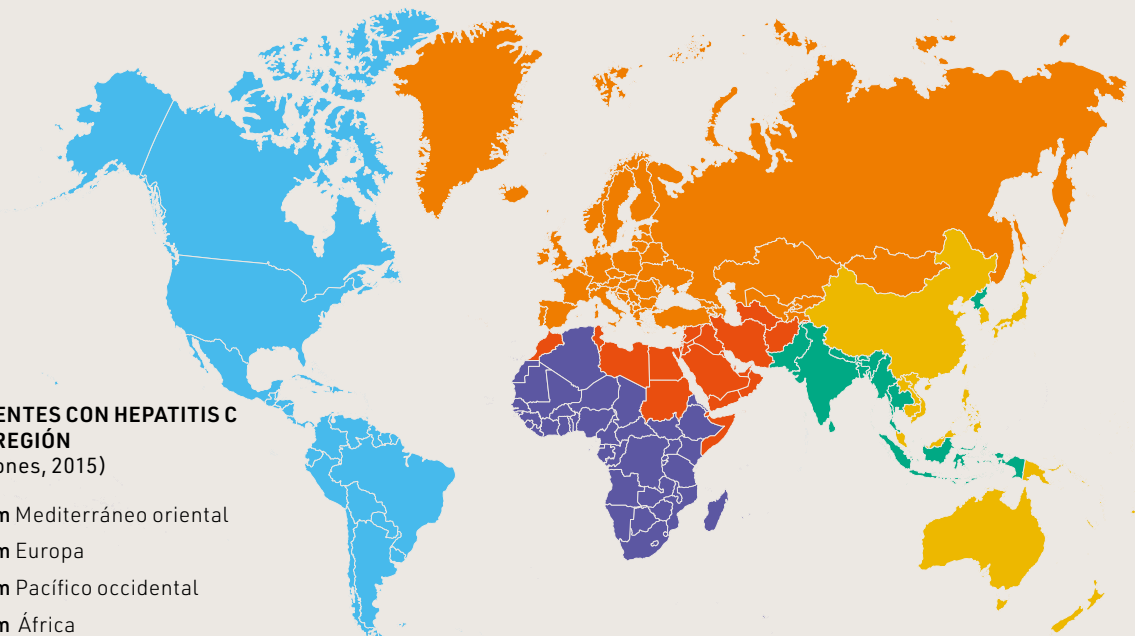 ENTES CON HEPATITIS C
REGIÓN
ones, 2015)
m Mediterráneo oriental
m Europa
m Pacífico occidental
m África